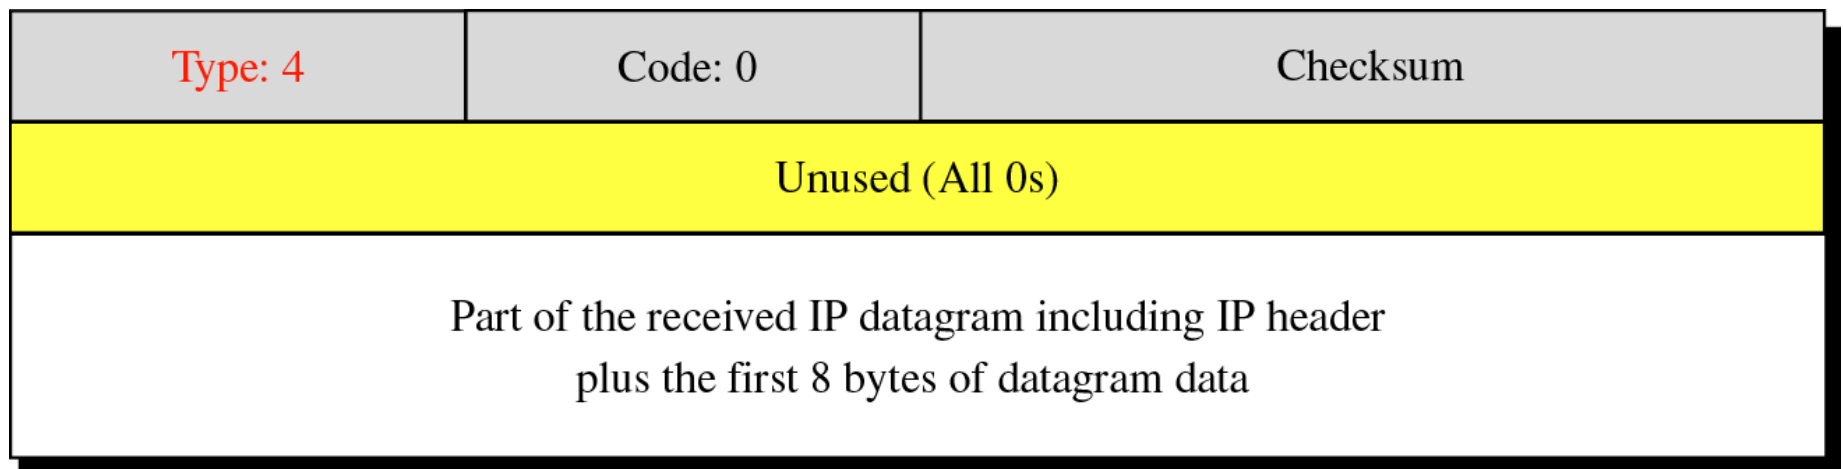 Type: 4
Code: 0
Checksum
Unused (All 0s)
Part of the received IP datagram including IP header
plus the first 8 bytes of datagram data